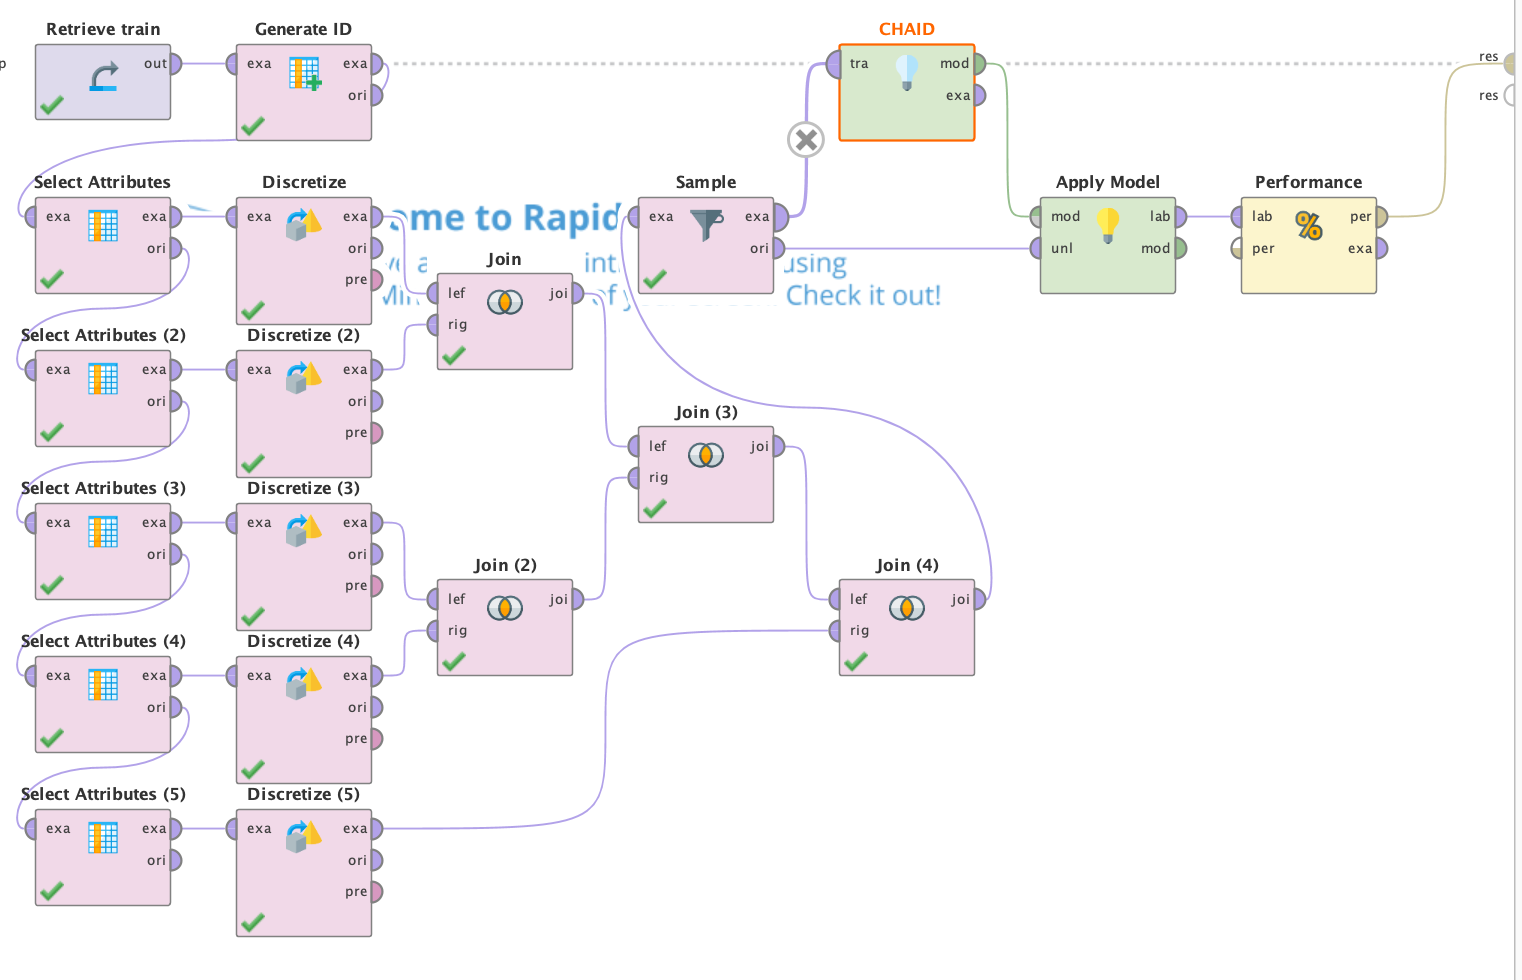 p
Retrieve train
out
Generate ID
exa
exa
ori
CHAID
tra
mod
exa
res
res
Select Attributes
exa
exa
ori
Discretize
exa
exa
ori
pre
ome to Rapid
using
Check it out!
Join
lef
joi
rig
Sample
exa
exa
ori
Apply Model
mod
lab
unl
mod
Performance
lab
per
per
exa
Select Attributes (2)
exa
exa
ori
Discretize (2)
exa
exa
ori
pre
Join (3)
lef
joi
rig
Select Attributes (3)
exa
exa
ori
Discretize (3)
exa
exa
ori
pre
Join (2)
lef
joi
rig
Join (4)
lef
joi
rig
Select Attributes (4)
exa
exa
ori
Discretize (4)
exa
exa
ori
pre
Select Attributes (5)
exa
exa
ori
Discretize (5)
exa
exa
ori
pre